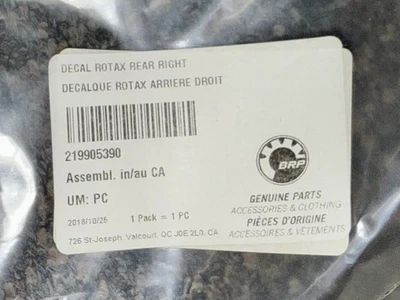 DECAL ROTAX REAR RIGHT
DECALQUE ROTAX ARRIERE DROIT
219905390
Assembl. in/au CA
UM: PC
2018/10/25 1 Pack = 1 PC
726 St-Joseph, Valcourt, QC J0E 2L0, CA
BRP
GENUINE PARTS
ACCESSORIES & CLOTHING
PIÈCES D'ORIGINE
ACCESSOIRES & VÊTEMENTS